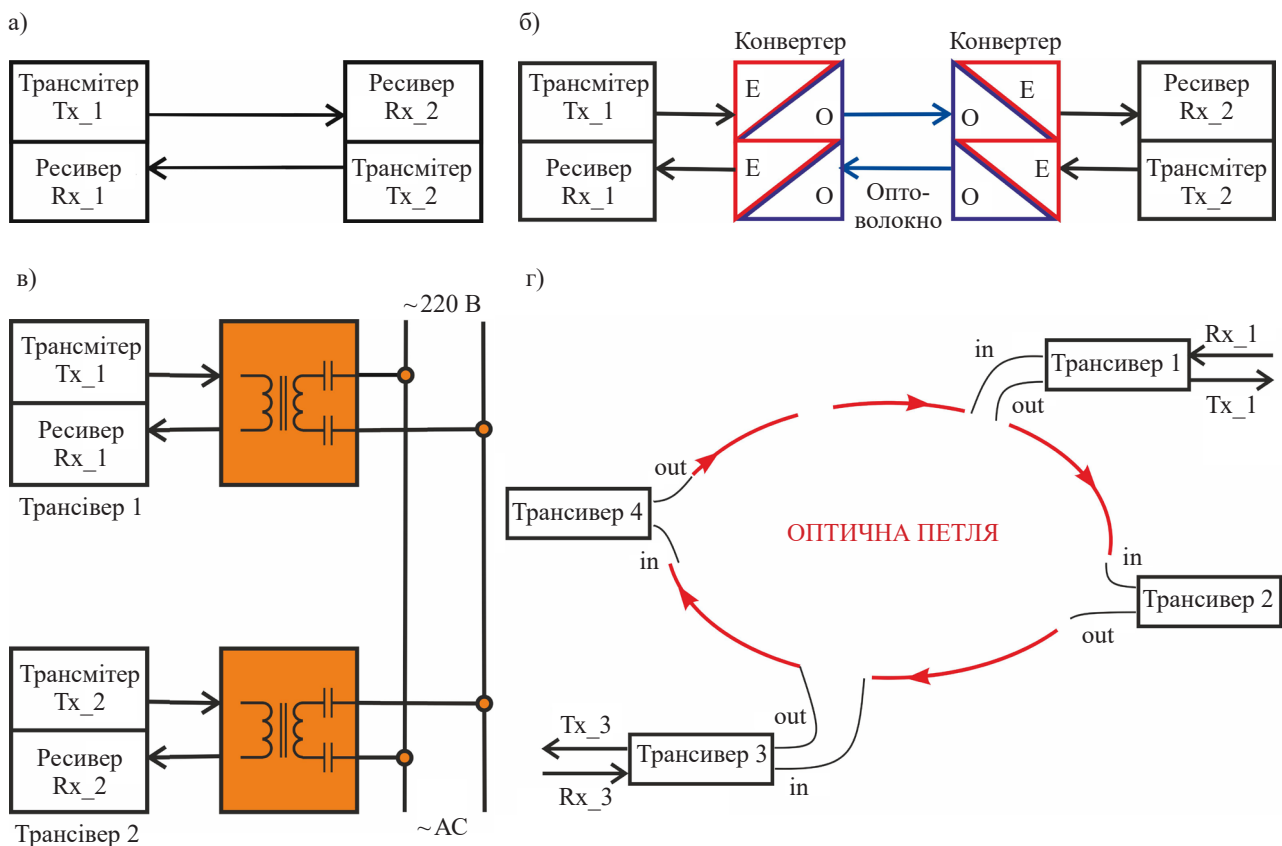 а)
Трансмітер
Tx_1
Ресивер
Rx_1
Ресивер
Rx_2
Трансмітер
Tx_2
б)
Конвертер
Конвертер
Трансмітер
Tx_1
Ресивер
Rx_1
E
O
E
O
O
E
O
E
Опто-
волокно
Ресивер
Rx_2
Трансмітер
Tx_2
в)
~220 В
Трансмітер
Tx_1
Ресивер
Rx_1
Трансівер 1
Трансмітер
Tx_2
Ресивер
Rx_2
Трансівер 2
~АС
г)
in
Трансивер 1
Rx_1
Tx_1
out
out
Трансивер 4
in
ОПТИЧНА ПЕТЛЯ
in
Трансивер 2
out
Tx_3
out
Трансивер 3
in
Rx_3